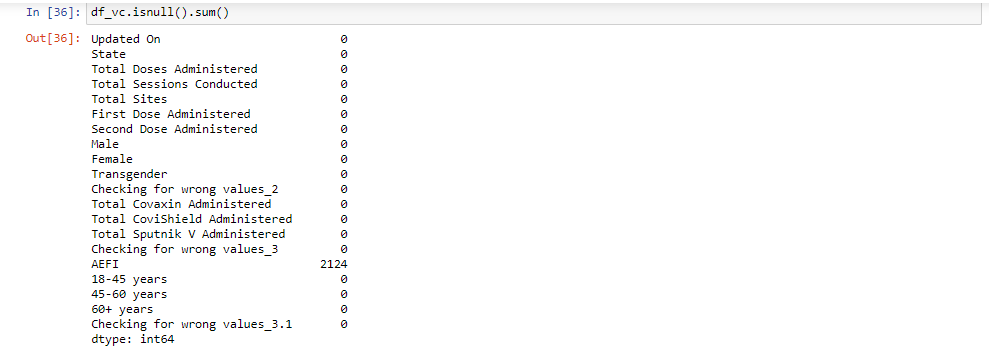 In [36]: df_vc.isnull().sum()
Out[36]: Updated On 0
State 0
Total Doses Administered 0
Total Sessions Conducted 0
Total Sites 0
First Dose Administered 0
Second Dose Administered 0
Male 0
Female 0
Transgender 0
Checking for wrong values_2 0
Total Covaxin Administered 0
Total CoviShield Administered 0
Total Sputnik V Administered 0
Checking for wrong values_3 0
AEFI 2124
18-45 years 0
45-60 years 0
60+ years 0
Checking for wrong values_3.1 0
dtype: int64